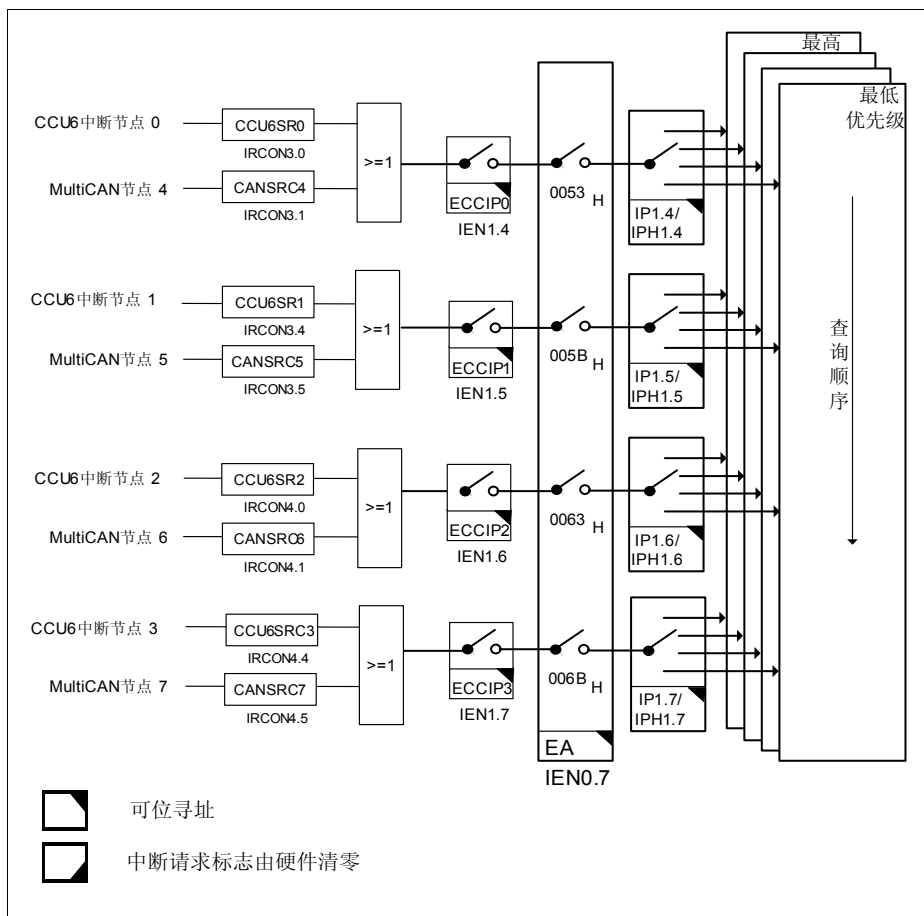 最高
最低
优先级
CCU6中断节点 0
CCU6SR0
IRCON3.0
MultiCAN节点 4
CANSRC4
IRCON3.1
>=1
ECCIP0
IEN1.4
0053 H
IP1.4/
IPH1.4
CCU6中断节点 1
CCU6SR1
IRCON3.4
MultiCAN节点 5
CANSRC5
IRCON3.5
>=1
ECCIP1
IEN1.5
005B H
IP1.5/
IPH1.5
查询顺序
CCU6中断节点 2
CCU6SR2
IRCON4.0
MultiCAN节点 6
CANSRC6
IRCON4.1
>=1
ECCIP2
IEN1.6
0063 H
IP1.6/
IPH1.6
CCU6中断节点 3
CCU6SRC3
IRCON4.4
MultiCAN节点 7
CANSRC7
IRCON4.5
>=1
ECCIP3
IEN1.7
006B H
IP1.7/
IPH1.7
EA
IEN0.7
可位寻址
中断请求标志由硬件清零